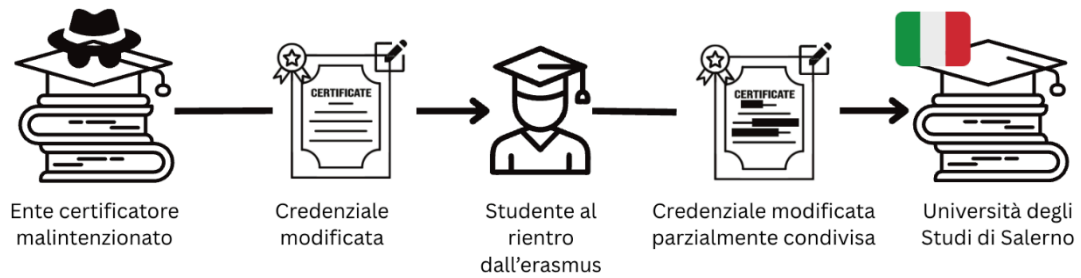 CERTIFICATE
CERTIFICATE
Ente certificatore
malintenzionato
Credenziale
modificata
Studente al
rientro
dall'erasmus
Credenziale modificata
parzialmente condivisa
Università degli
Studi di Salerno